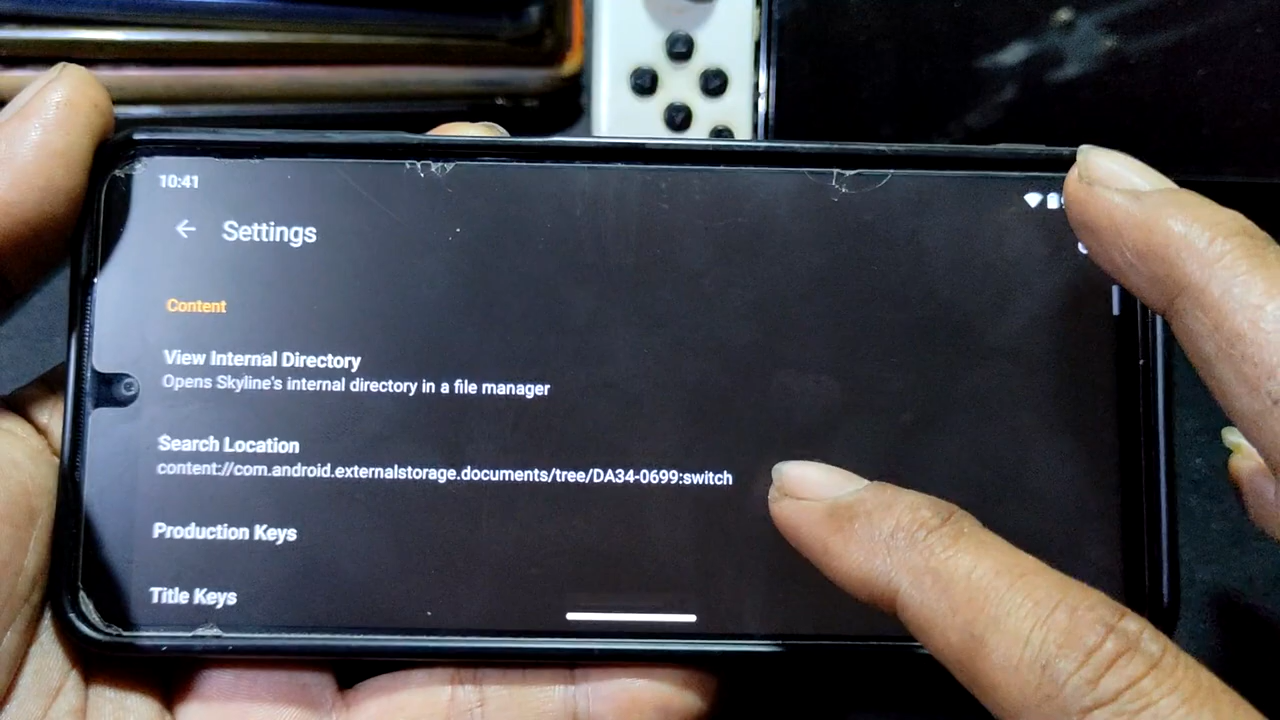 10:41
Settings
Content
View Internal Directory
Opens Skyline's internal directory in a file manager
Search Location
content://com.android.externalstorage.documents/tree/DA34-0699:switch
Production Keys
Title Keys